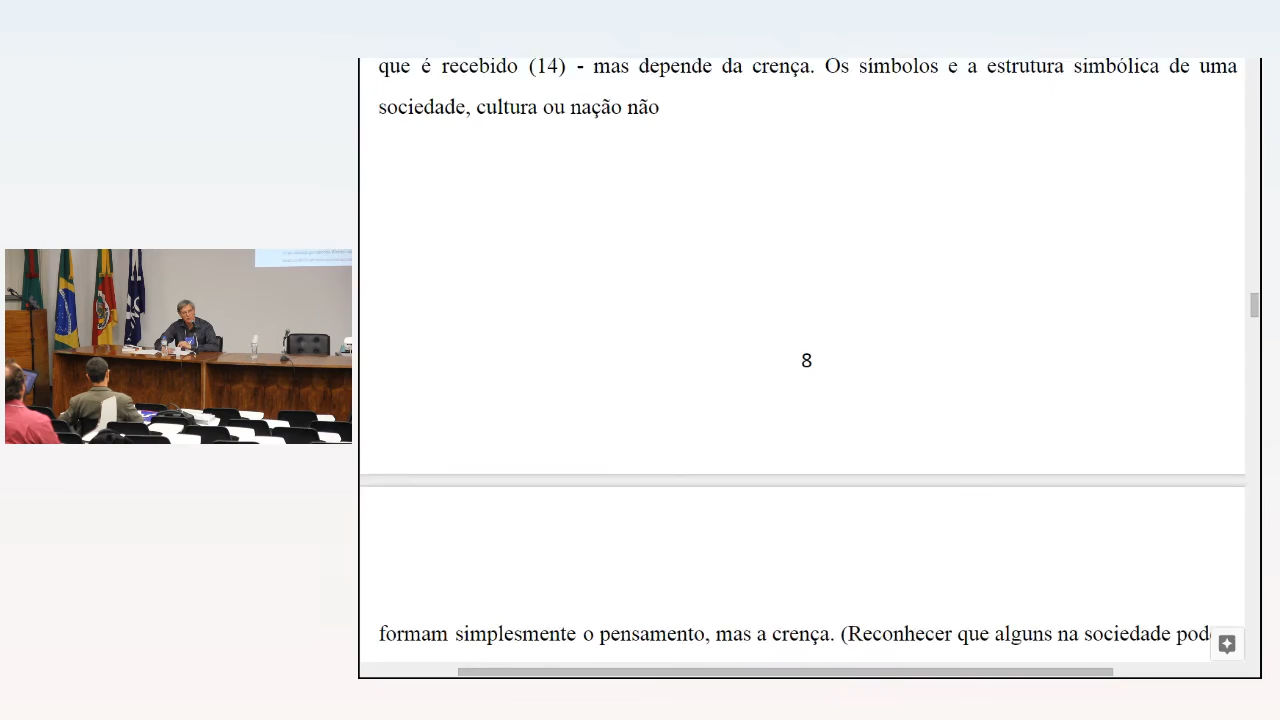 que é recebido (14) - mas depende da crença. Os símbolos e a estrutura simbólica de uma
sociedade, cultura ou nação não
8
formam simplesmente o pensamento, mas a crença. (Reconhecer que alguns na sociedade